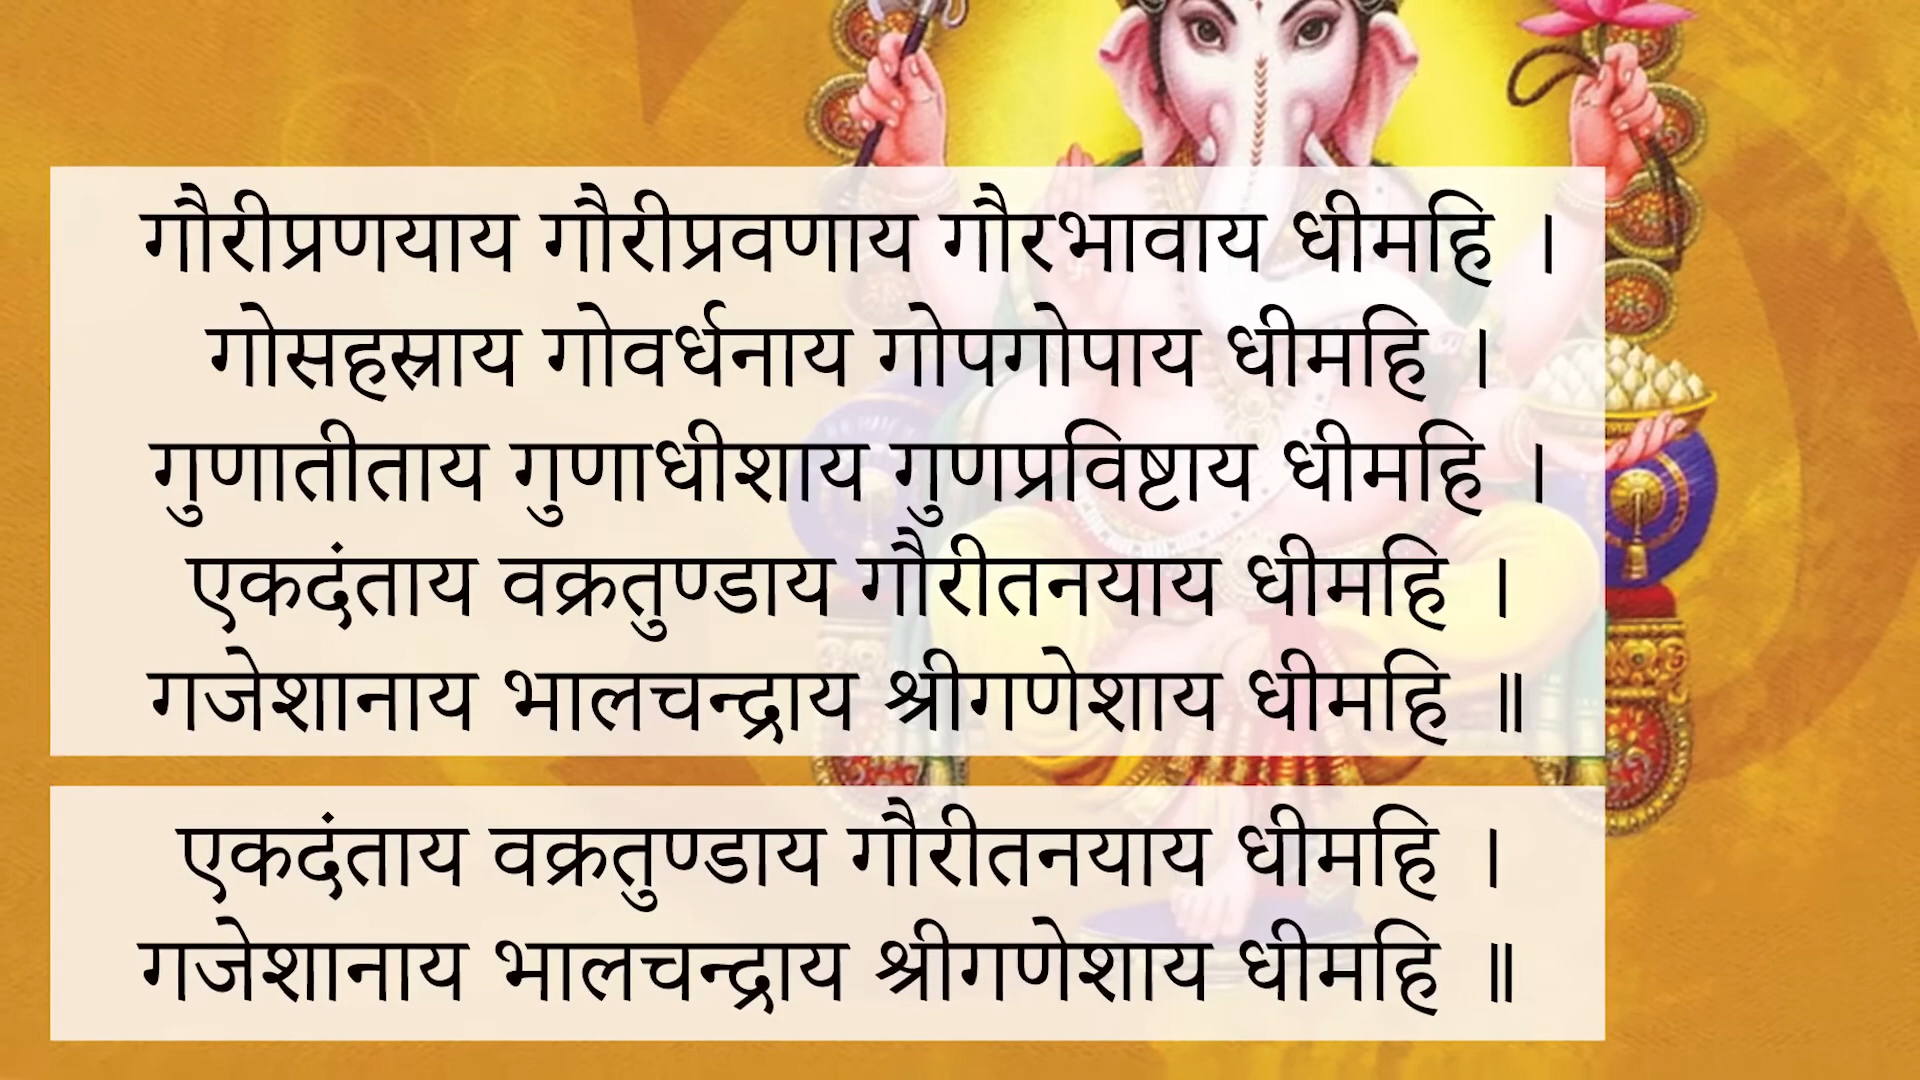 गौरीप्रणयाय गौरीप्रवणाय गौरभावाय धीमहि ।
गोसहस्राय गोवर्धनाय गोपगोपाय धीमहि ।
गुणातीताय गुणाधीशाय गुणप्रविष्टाय धीमहि ।
एकदंताय वक्रतुण्डाय गौरीतनयाय धीमहि ।
गजेशानाय भालचन्द्राय श्रीगणेशाय धीमहि ॥
एकदंताय वक्रतुण्डाय गौरीतनयाय धीमहि ।
गजेशानाय भालचन्द्राय श्रीगणेशाय धीमहि ॥